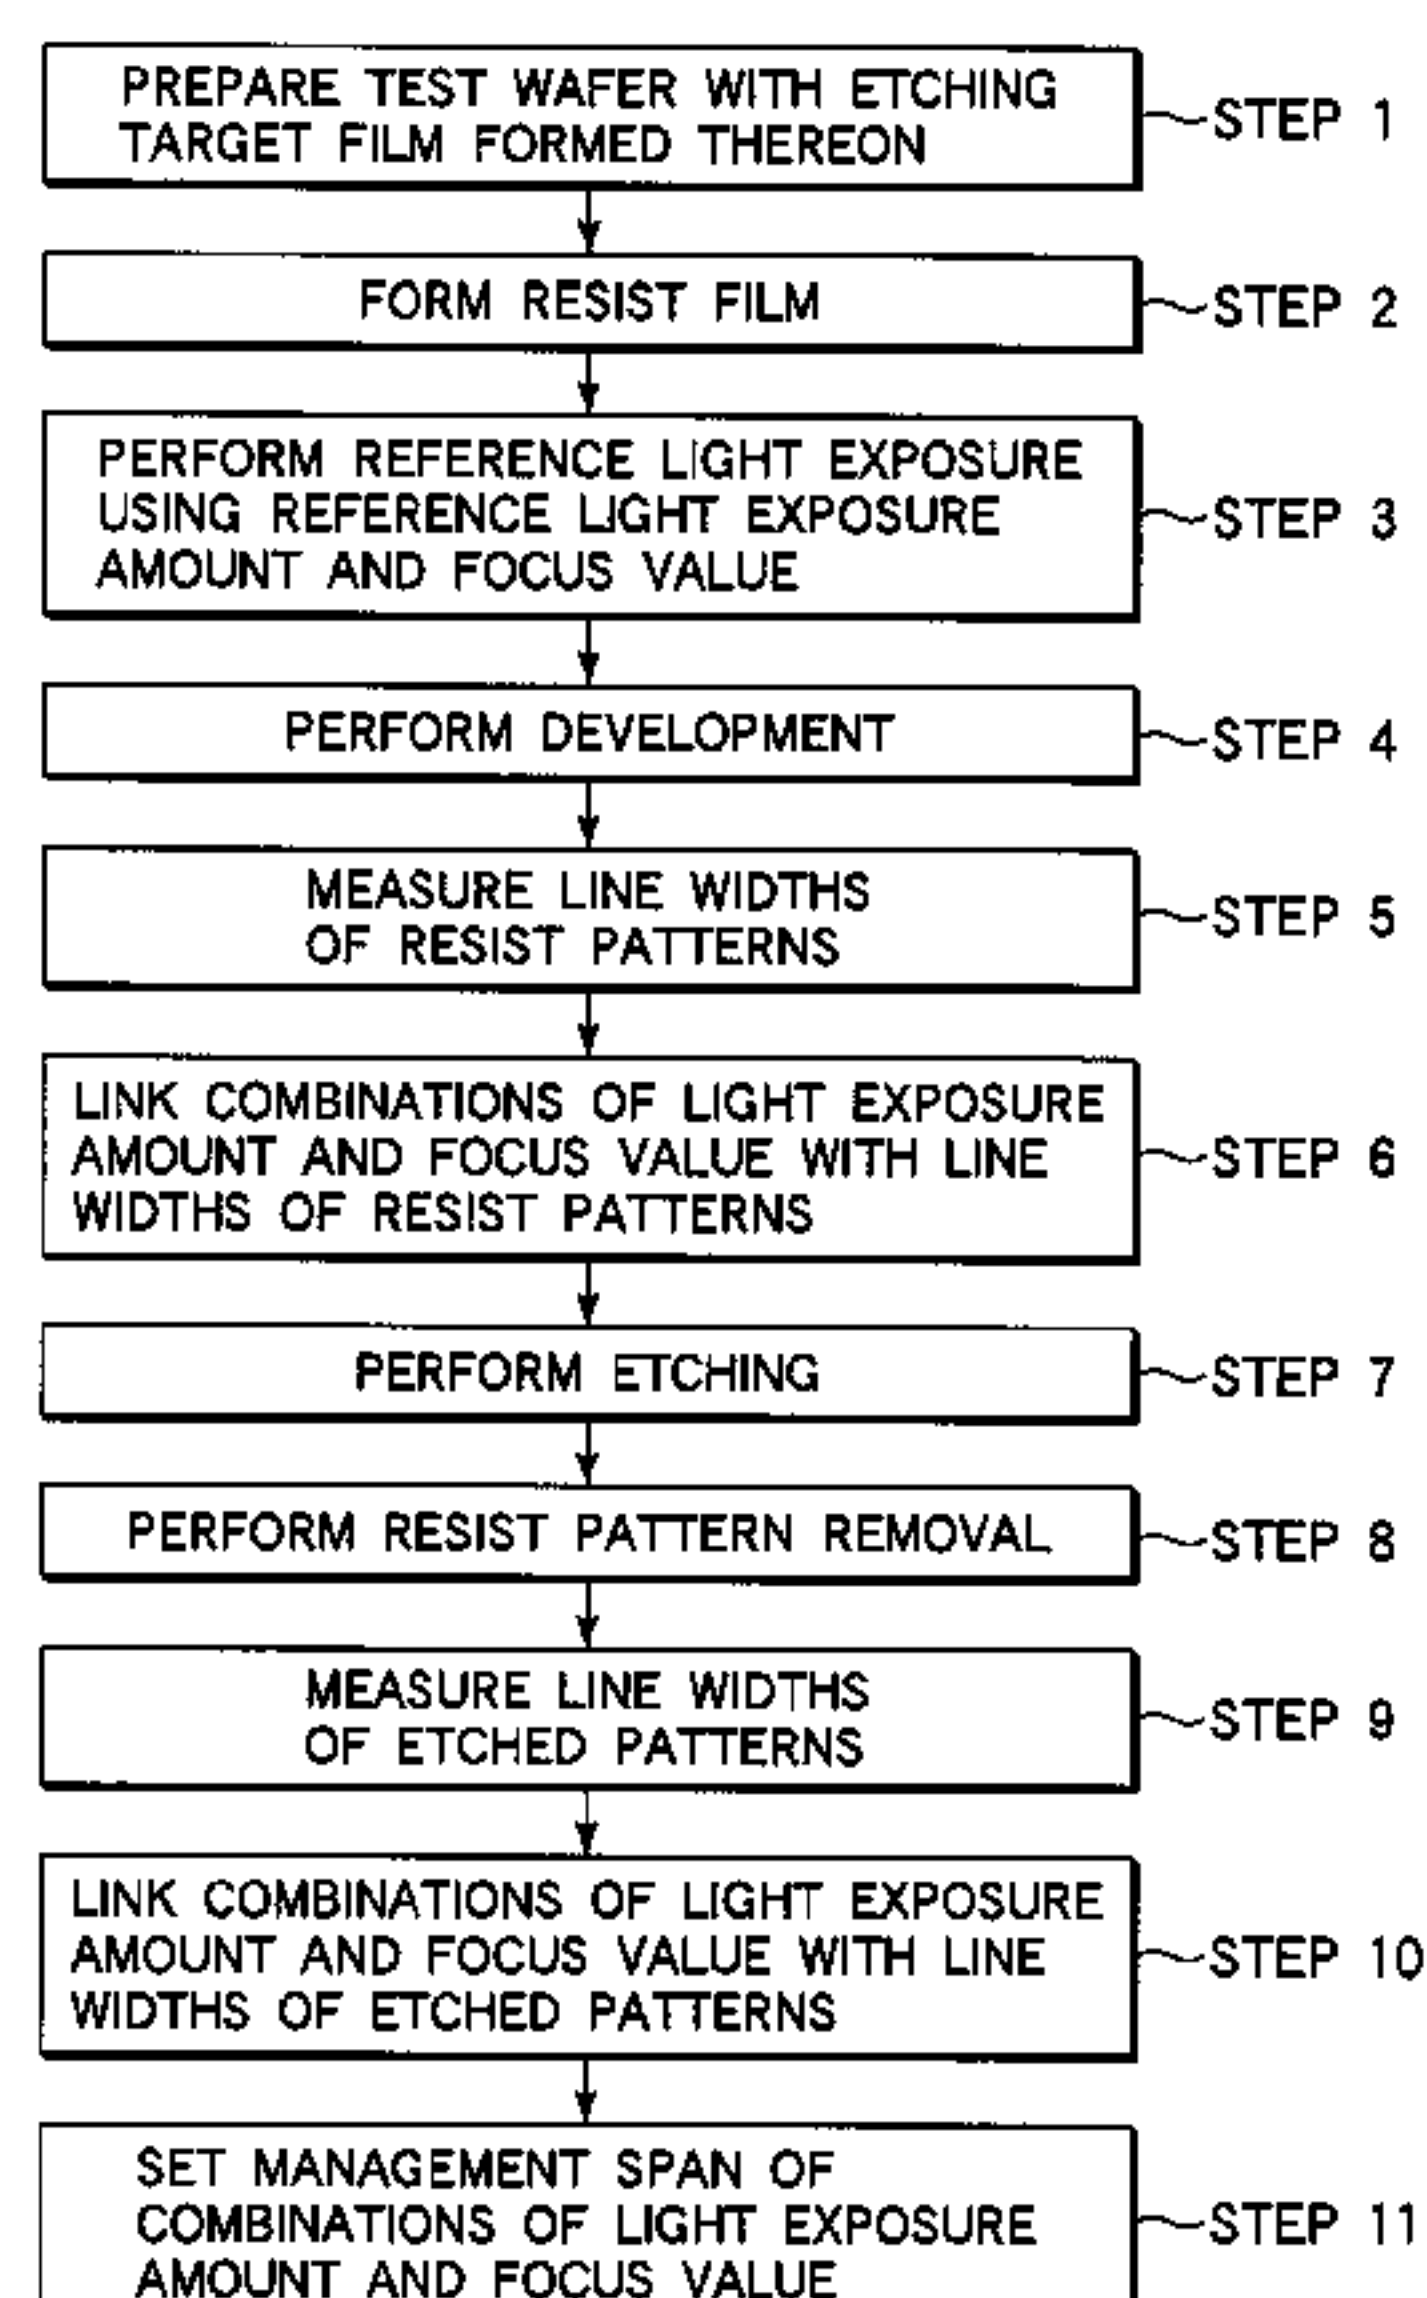 PREPARE TEST WAFER WITH ETCHING
TARGET FILM FORMED THEREON
STEP 1
FORM RESIST FILM
STEP 2
PERFORM REFERENCE LIGHT EXPOSURE
USING REFERENCE LIGHT EXPOSURE
AMOUNT AND FOCUS VALUE
STEP 3
PERFORM DEVELOPMENT
STEP 4
MEASURE LINE WIDTHS
OF RESIST PATTERNS
STEP 5
LINK COMBINATIONS OF LIGHT EXPOSURE
AMOUNT AND FOCUS VALUE WITH LINE
WIDTHS OF RESIST PATTERNS
STEP 6
PERFORM ETCHING
STEP 7
PERFORM RESIST PATTERN REMOVAL
STEP 8
MEASURE LINE WIDTHS
OF ETCHED PATTERNS
STEP 9
LINK COMBINATIONS OF LIGHT EXPOSURE
AMOUNT AND FOCUS VALUE WITH LINE
WIDTHS OF ETCHED PATTERNS
STEP 10
SET MANAGEMENT SPAN OF
COMBINATIONS OF LIGHT EXPOSURE
AMOUNT AND FOCUS VALUE
STEP 11